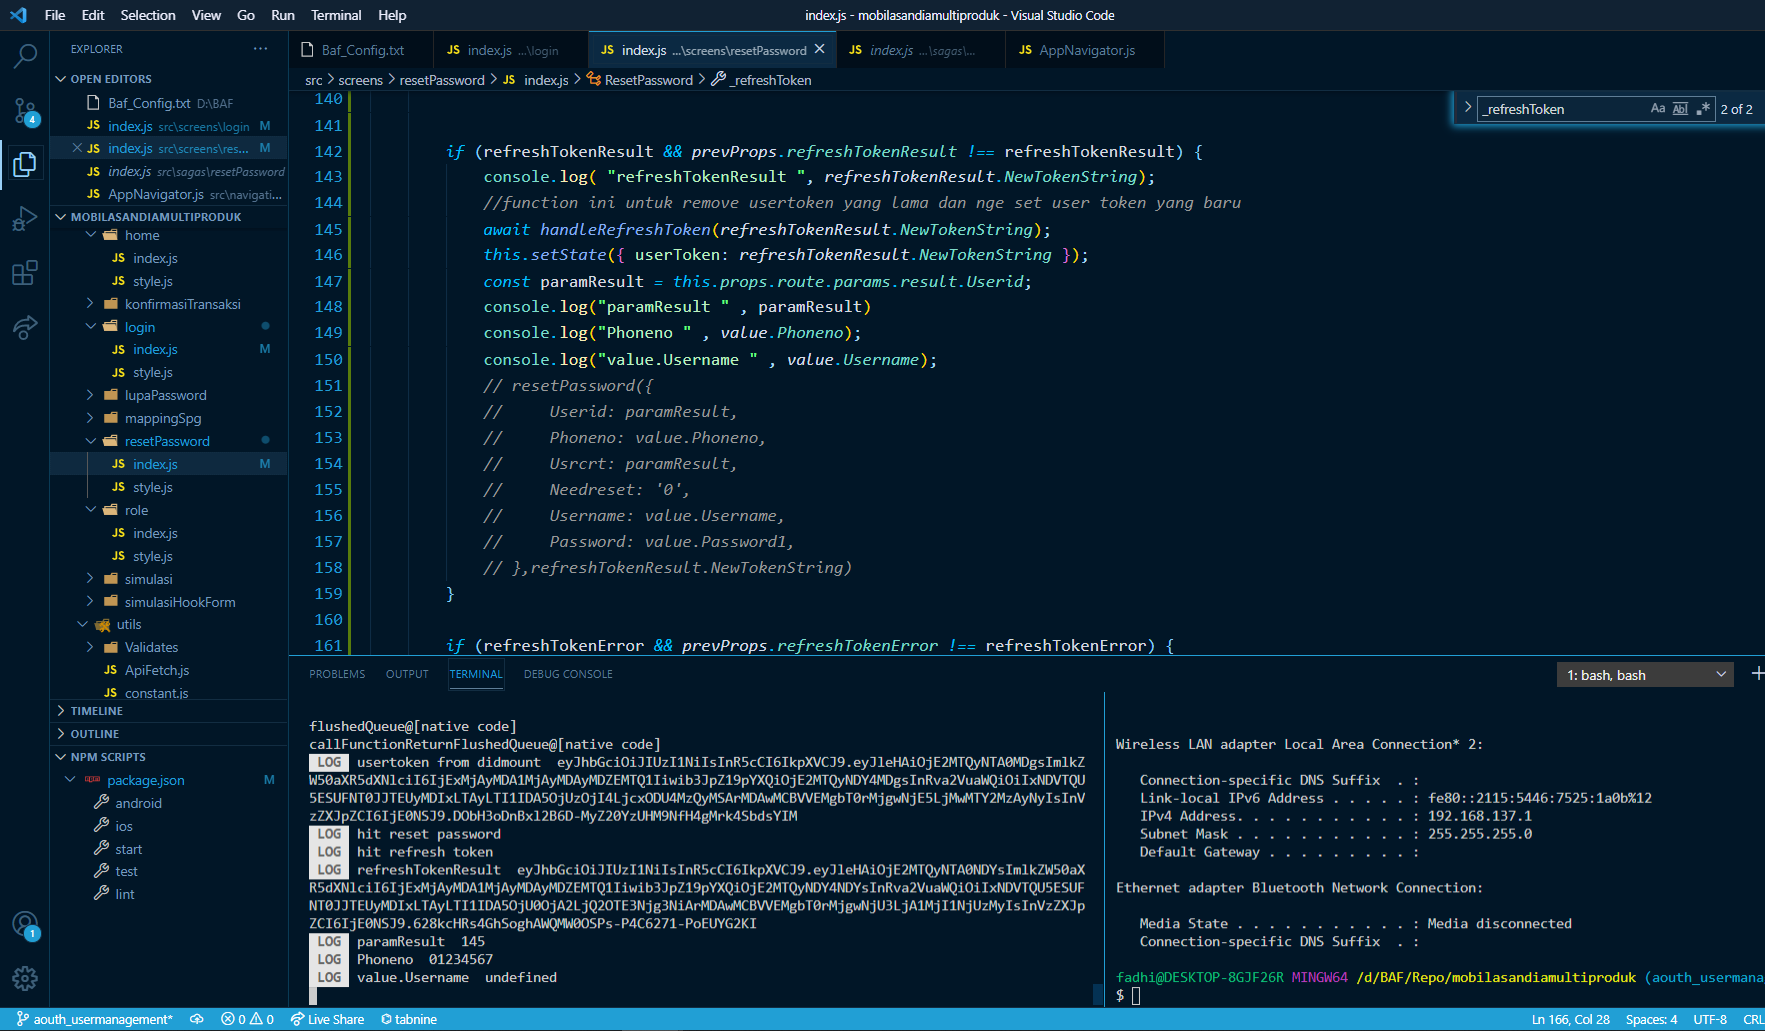 File Edit Selection View Go Run Terminal Help
index.js - mobilasandiamultiproduk - Visual Studio Code
EXPLORER ...
OPEN EDITORS
Baf_Config.txt D:\BAF
JS index.js src\screens\login M
JS index.js src\screens\res... M
JS index.js src\sagas\resetPassword
JS AppNavigator.js src\navigati...
MOBILASANDIAMULTIPRODUK
home
JS index.js
JS style.js
konfirmasiTransaksi
login
JS index.js M
JS style.js
lupaPassword
mappingSpg
resetPassword
JS index.js M
JS style.js
role
JS index.js
JS style.js
simulasi
simulasiHookForm
utils
Validates
JS ApiFetch.js
JS constant.js
TIMELINE
OUTLINE
NPM SCRIPTS
package.json M
android
ios
start
test
lint
4
1
Baf_Config.txt
JS index.js ...\login
JS index.js ...\screens\resetPassword
JS index.js ...\sagas\...
JS AppNavigator.js
src > screens > resetPassword > JS index.js > ResetPassword > _refreshToken
_refreshToken Aa Abl .* 2 of 2
140
141
142 if (refreshTokenResult && prevProps.refreshTokenResult !== refreshTokenResult) {
143 console.log( "refreshTokenResult ", refreshTokenResult.NewTokenString);
144 //function ini untuk remove usertoken yang lama dan nge set user token yang baru
145 await handleRefreshToken(refreshTokenResult.NewTokenString);
146 this.setState({ userToken: refreshTokenResult.NewTokenString });
147 const paramResult = this.props.route.params.result.Userid;
148 console.log("paramResult " , paramResult)
149 console.log("Phoneno " , value.Phoneno);
150 console.log("value.Username " , value.Username);
151 // resetPassword({
152 // Userid: paramResult,
153 // Phoneno: value.Phoneno,
154 // Usrcrt: paramResult,
155 // Needreset: '0',
156 // Username: value.Username,
157 // Password: value.Password1,
158 // },refreshTokenResult.NewTokenString)
159 }
160
161 if (refreshTokenError && prevProps.refreshTokenError !== refreshTokenError) {
PROBLEMS OUTPUT TERMINAL DEBUG CONSOLE
1: bash, bash
flushedQueue@[native code]
callFunctionReturnFlushedQueue@[native code]
LOG usertoken from didmount
LOG hit reset password
LOG hit refresh token
LOG refreshTokenResult
LOG paramResult 145
LOG Phoneno 01234567
LOG value.Username undefined
Wireless LAN adapter Local Area Connection* 2:
Connection-specific DNS Suffix . :
Link-local IPv6 Address . . . . . : fe80::2115:5446:7525:1a0b%12
IPv4 Address. . . . . . . . . . . : 192.168.137.1
Subnet Mask . . . . . . . . . . . : 255.255.255.0
Default Gateway . . . . . . . . . :
Ethernet adapter Bluetooth Network Connection:
Media State . . . . . . . . . . . : Media disconnected
Connection-specific DNS Suffix . :
fadhi@DESKTOP-8GJF26R MINGW64 /d/BAF/Repo/mobilasandiamultiproduk (aouth_usermana
$
aouth_usermanagement* 0 0 Live Share tabnine
Ln 166, Col 28 Spaces: 4 UTF-8 CRL